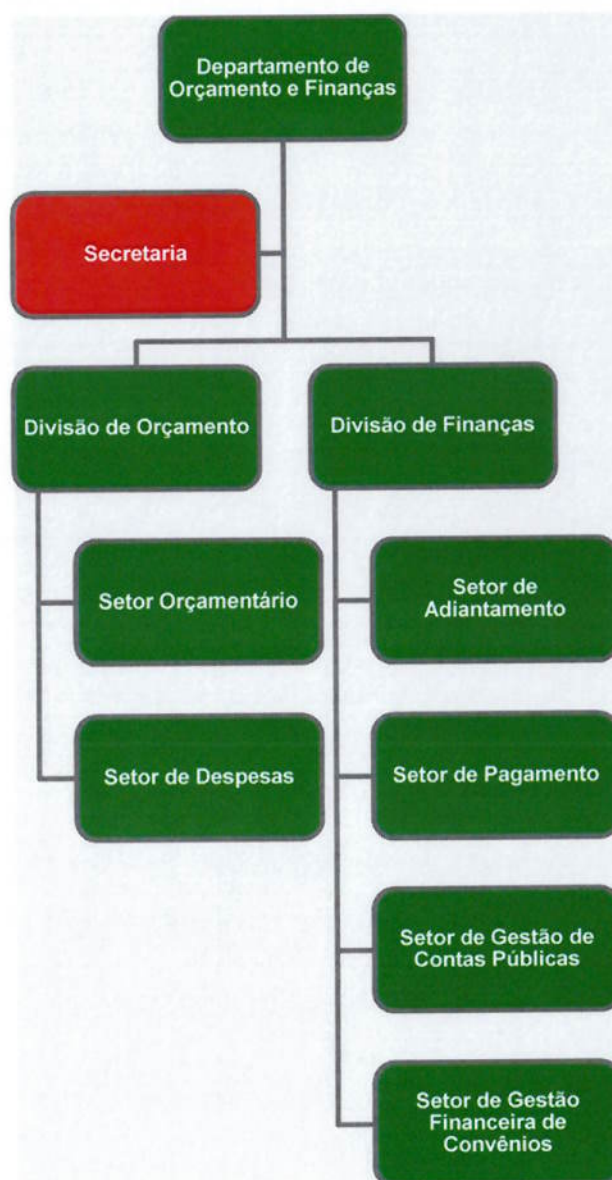 Departamento de
Orçamento e Finanças
Secretaria
Divisão de Orçamento
Divisão de Finanças
Setor Orçamentário
Setor de
Adiantamento
Setor de Despesas
Setor de Pagamento
Setor de Gestão de
Contas Públicas
Setor de Gestão
Financeira de
Convênios